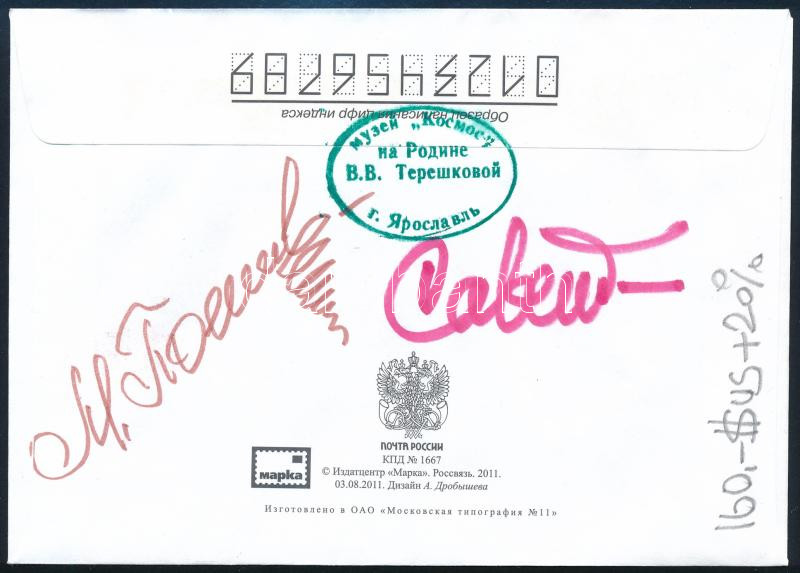 0123456789
Образец написания цифр индекса
музей „Космос”
на Родине
В.В. Терешковой
г. Ярославль
ПОЧТА РОССИИ
КПД № 1667
марка
© Издатцентр «Марка». Россвязь. 2011.
03.08.2011. Дизайн А. Дробышева
Изготовлено в ОАО «Московская типография №11»
160,- $US +20%